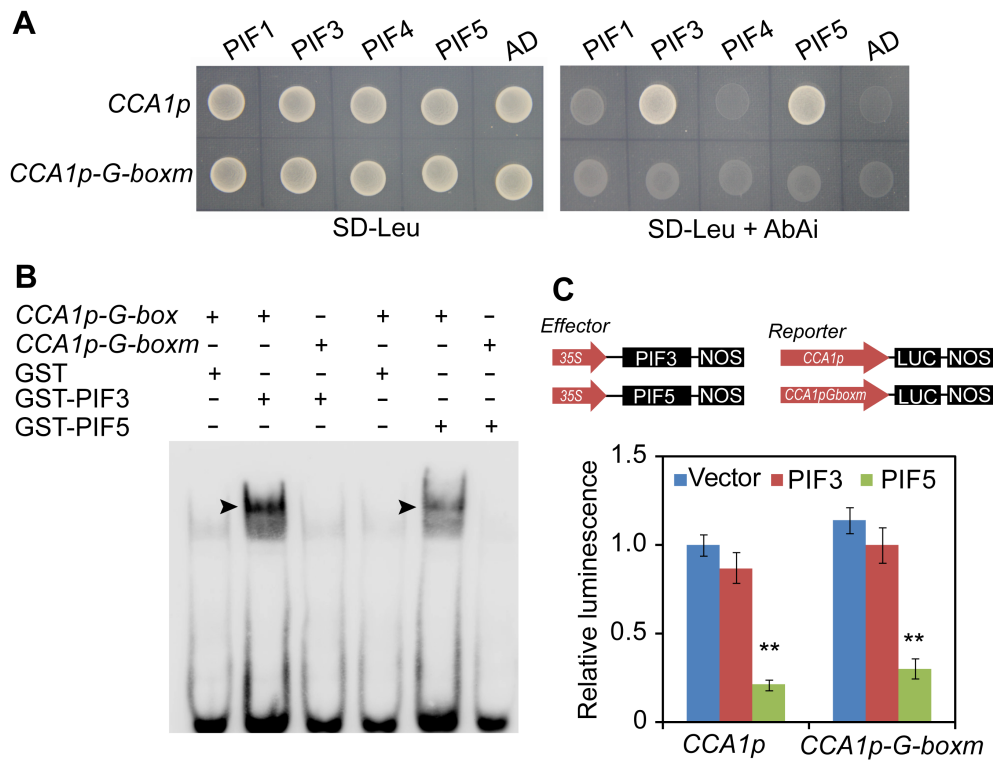 A
PIF1 PIF3 PIF4 PIF5 AD PIF1 PIF3 PIF4 PIF5 AD
CCA1p
CCA1p-G-boxm
SD-Leu SD-Leu + AbAi
B
CCA1p-G-box + + − + + −
CCA1p-G-boxm − − + − − +
GST + − − + − −
GST-PIF3 − + + − − −
GST-PIF5 − − − − + +
C
Effector Reporter
35S PIF3 NOS CCA1p LUC NOS
35S PIF5 NOS CCA1pGboxm LUC NOS
Relative luminescence
1.5
Vector PIF3 PIF5
1.0
0.5
** **
0
CCA1p CCA1p-G-boxm